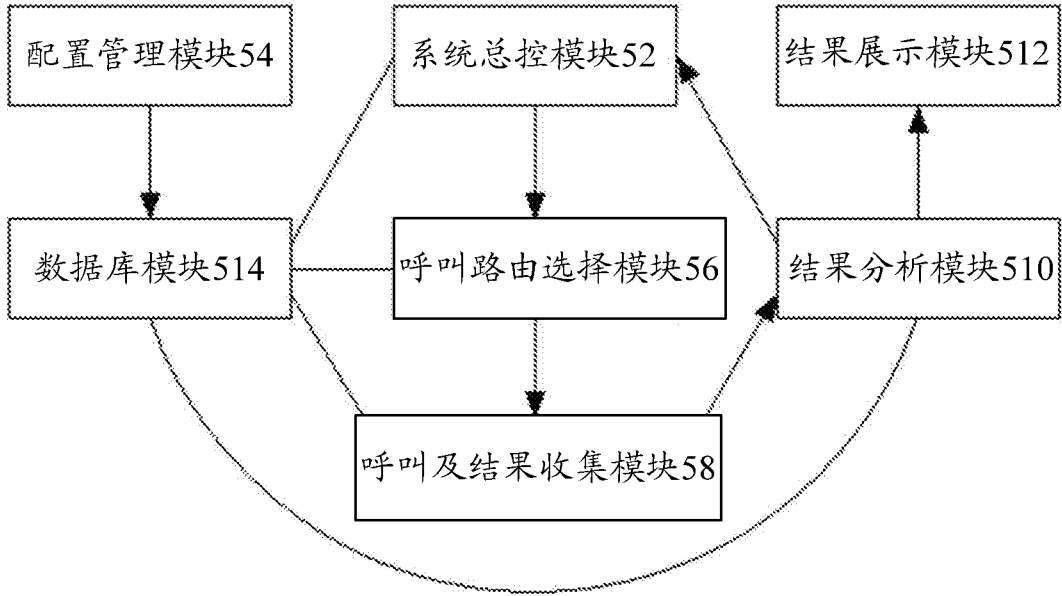 配置管理模块54
系统总控模块52
结果展示模块512
数据库模块514
呼叫路由选择模块56
结果分析模块510
呼叫及结果收集模块58